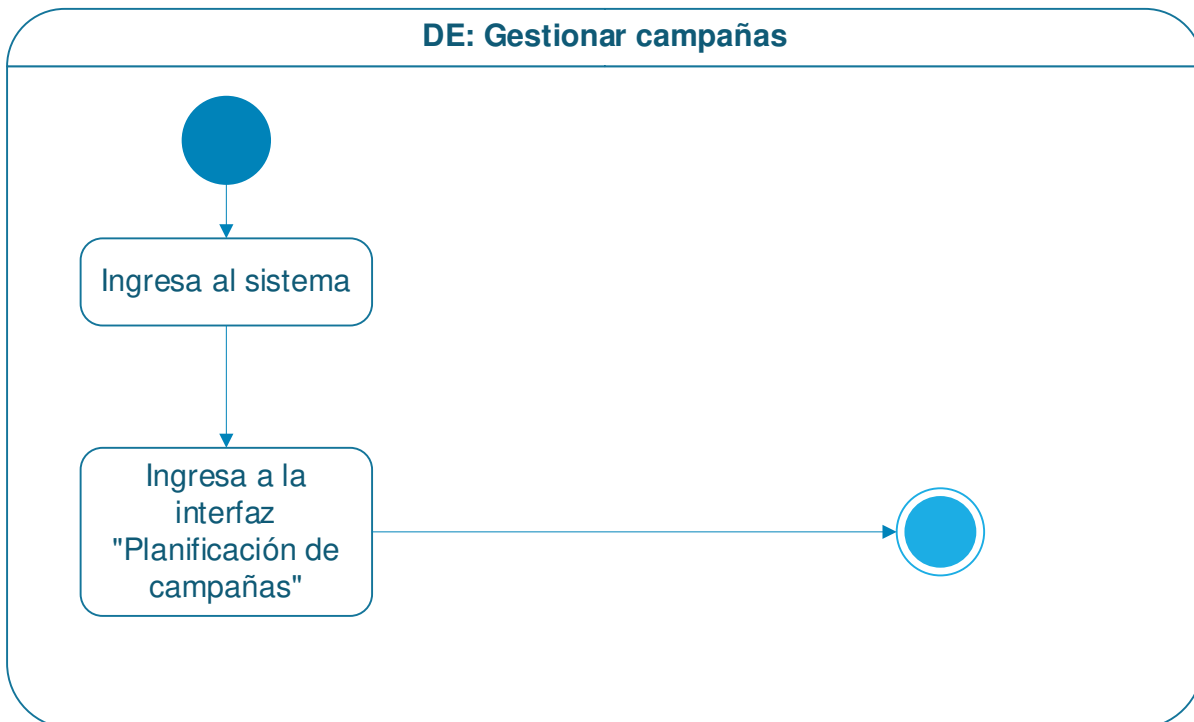 DE: Gestionar campañas
Ingresa al sistema
Ingresa a la
interfaz
"Planificación de
campañas"